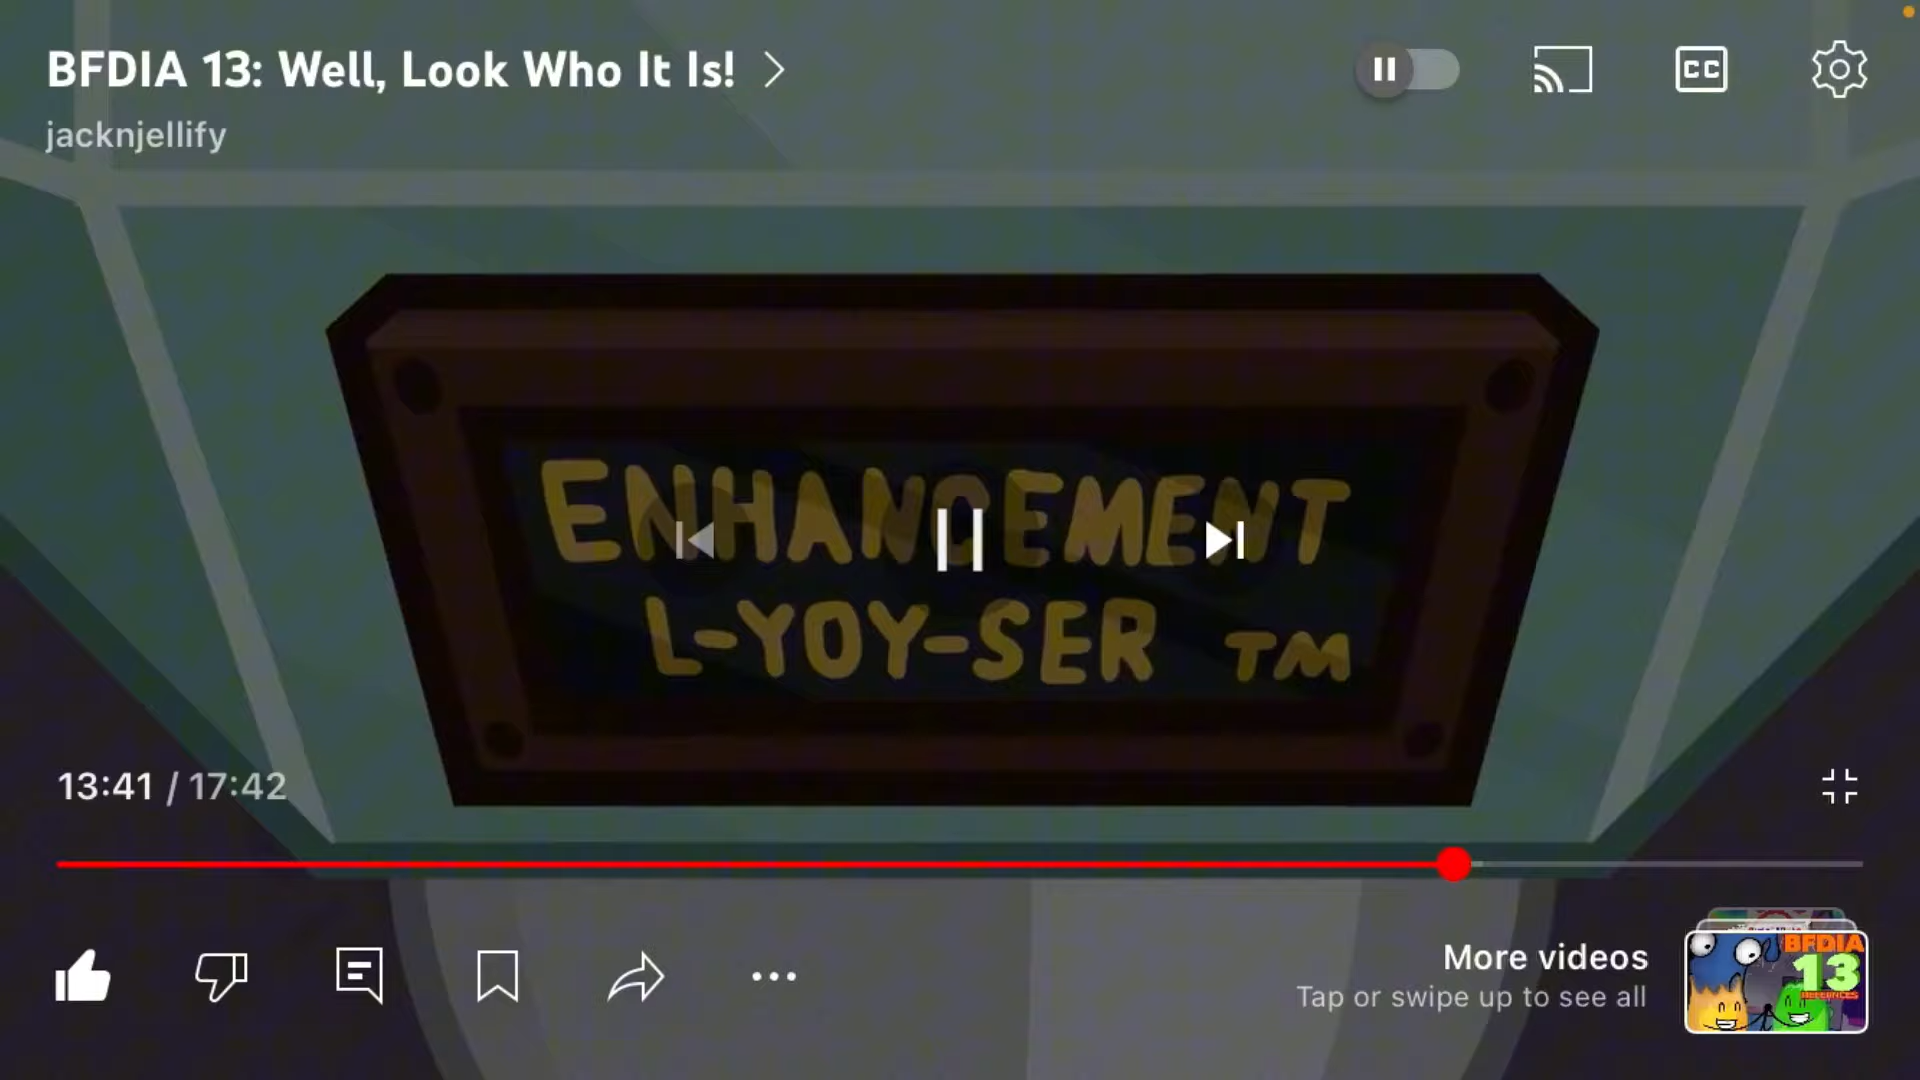 BFDIA 13: Well, Look Who It Is!
CC
jacknjellify
ENHANCEMENT
L-YOY-SER TM
13:41 / 17:42
More videos
Tap or swipe up to see all
BFDIA
13